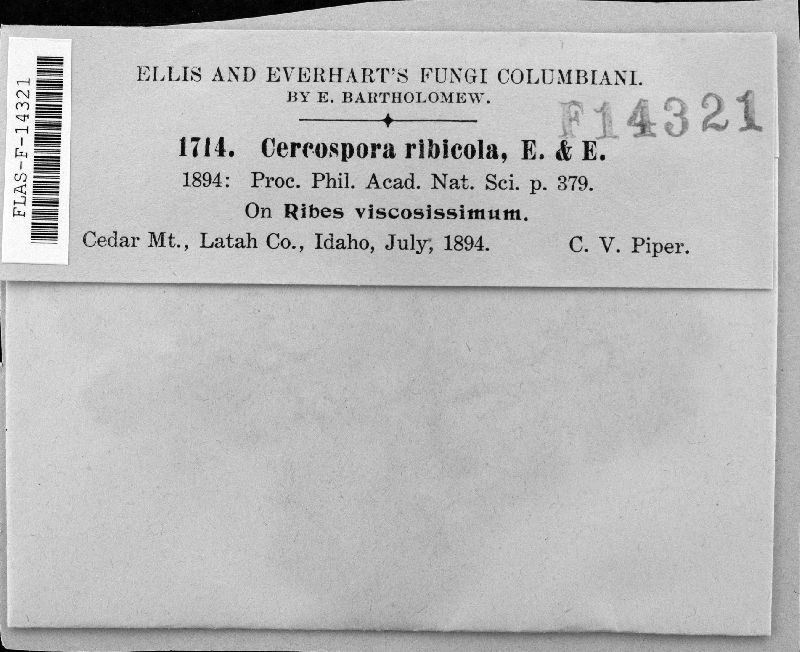 ELLIS AND EVERHART'S FUNGI COLUMBIANI.
BY E. BARTHOLOMEW.
F14321
1714. Cercospora ribicola, E. & E.
1894: Proc. Phil. Acad. Nat. Sci. p. 379.
On Ribes viscosissimum.
Cedar Mt., Latah Co., Idaho, July, 1894. C. V. Piper.
FLAS-F-14321